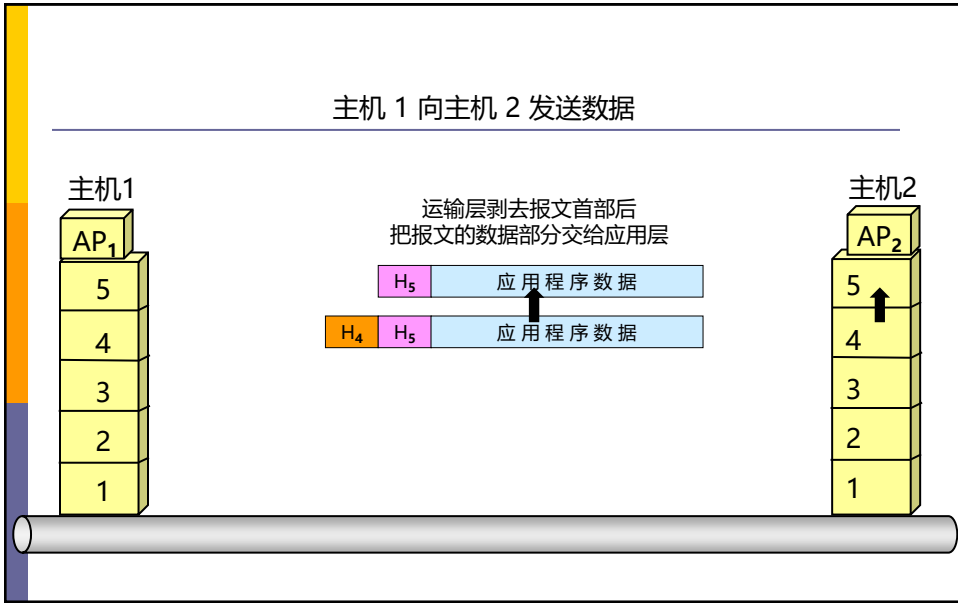 主机 1 向主机 2 发送数据
主机1
主机2
运输层剥去报文首部后
把报文的数据部分交给应用层
AP₁
AP₂
H₅ 应 用 程 序 数 据
H₄ H₅ 应 用 程 序 数 据
5
4
3
2
1
5
4
3
2
1